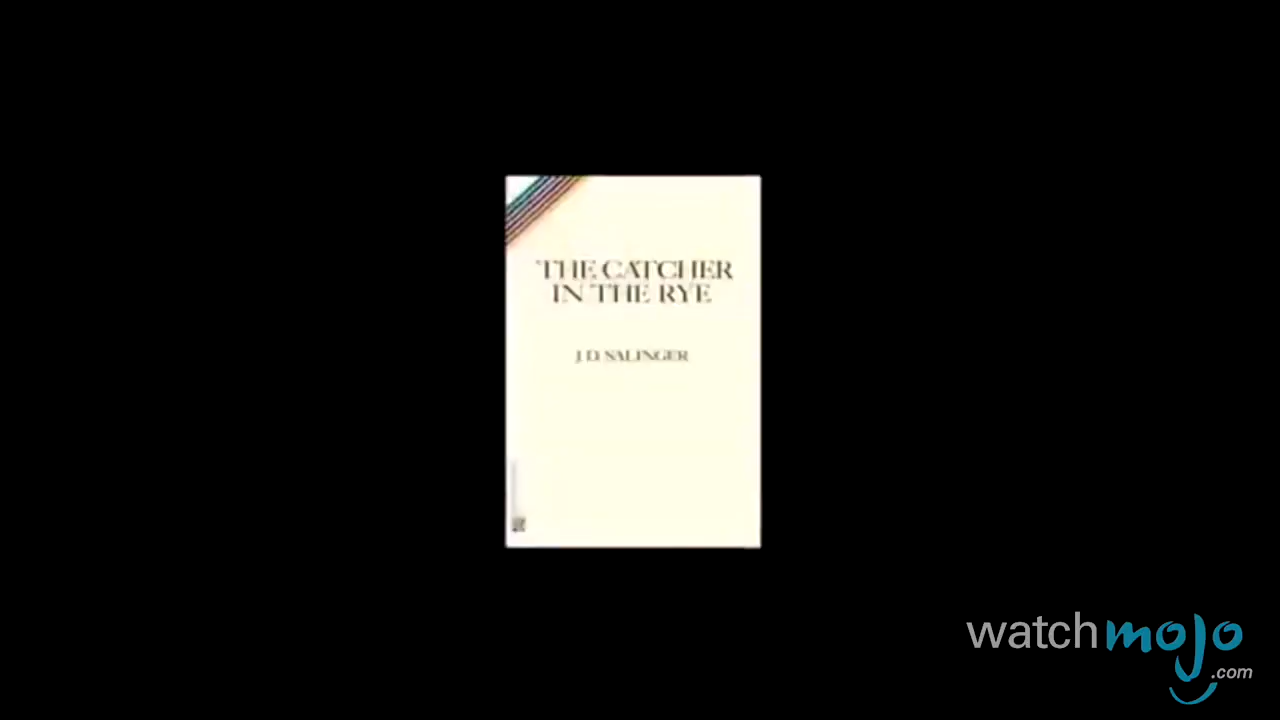 THE CATCHER
IN THE RYE
J.D. SALINGER
watchmojo
.com